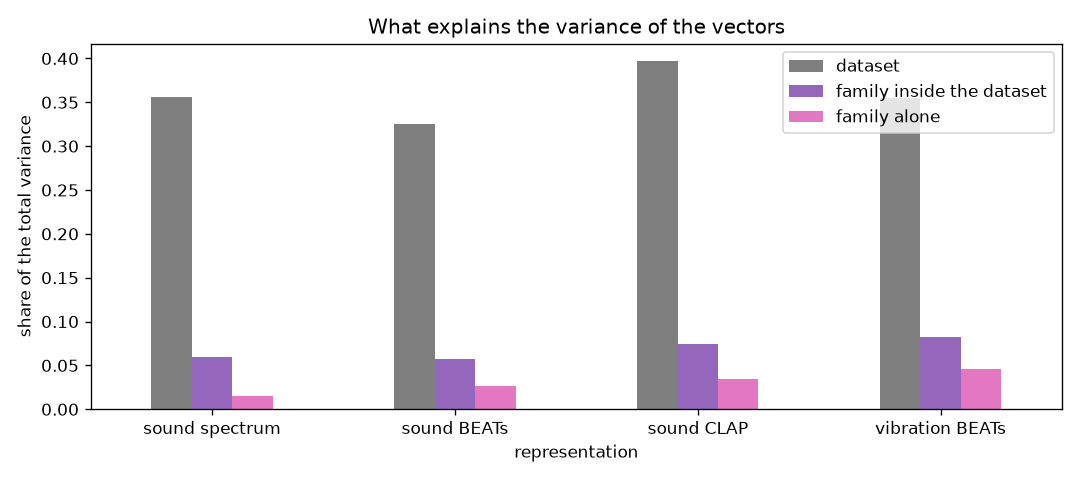 What explains the variance of the vectors
share of the total variance
0.40
0.35
0.30
0.25
0.20
0.15
0.10
0.05
0.00
dataset
family inside the dataset
family alone
sound spectrum
sound BEATs
sound CLAP
vibration BEATs
representation